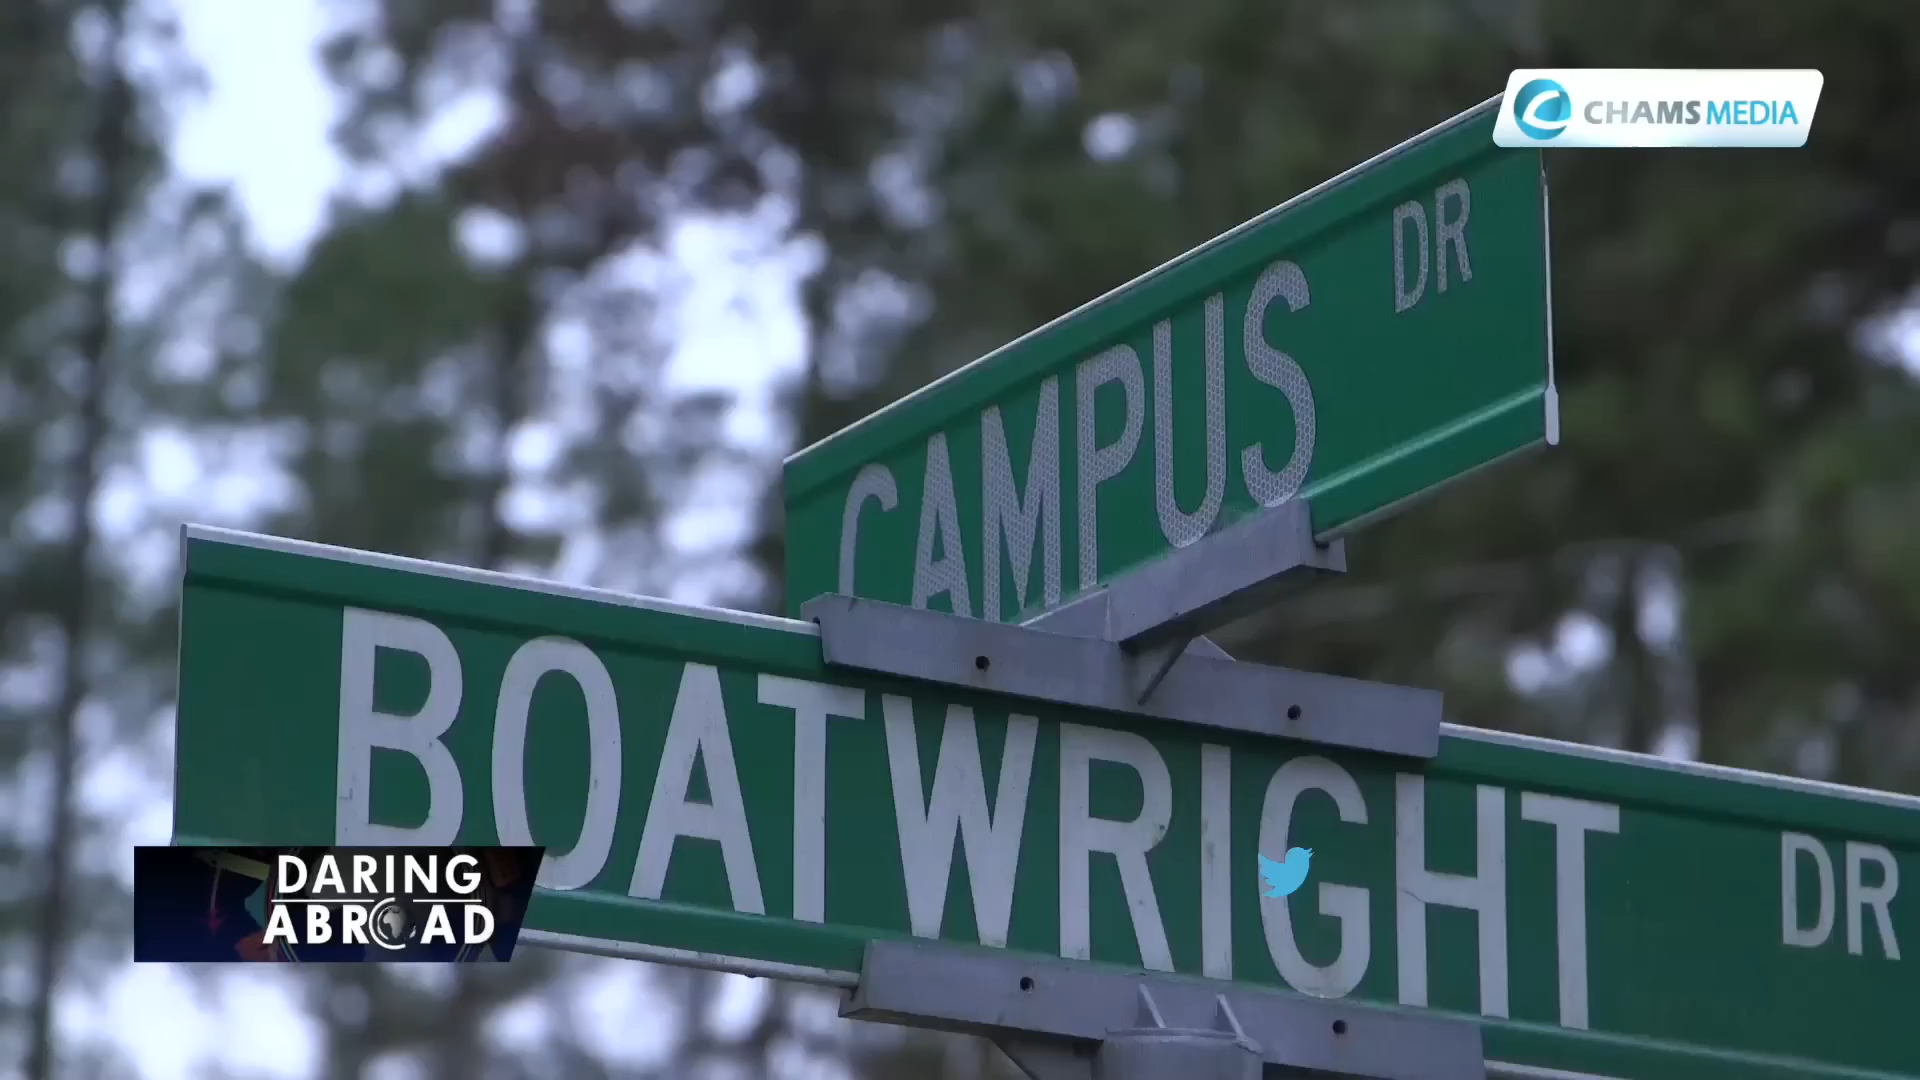 CHAMS MEDIA
CAMPUS DR
BOATWRIGHT DR
DARING
ABROAD